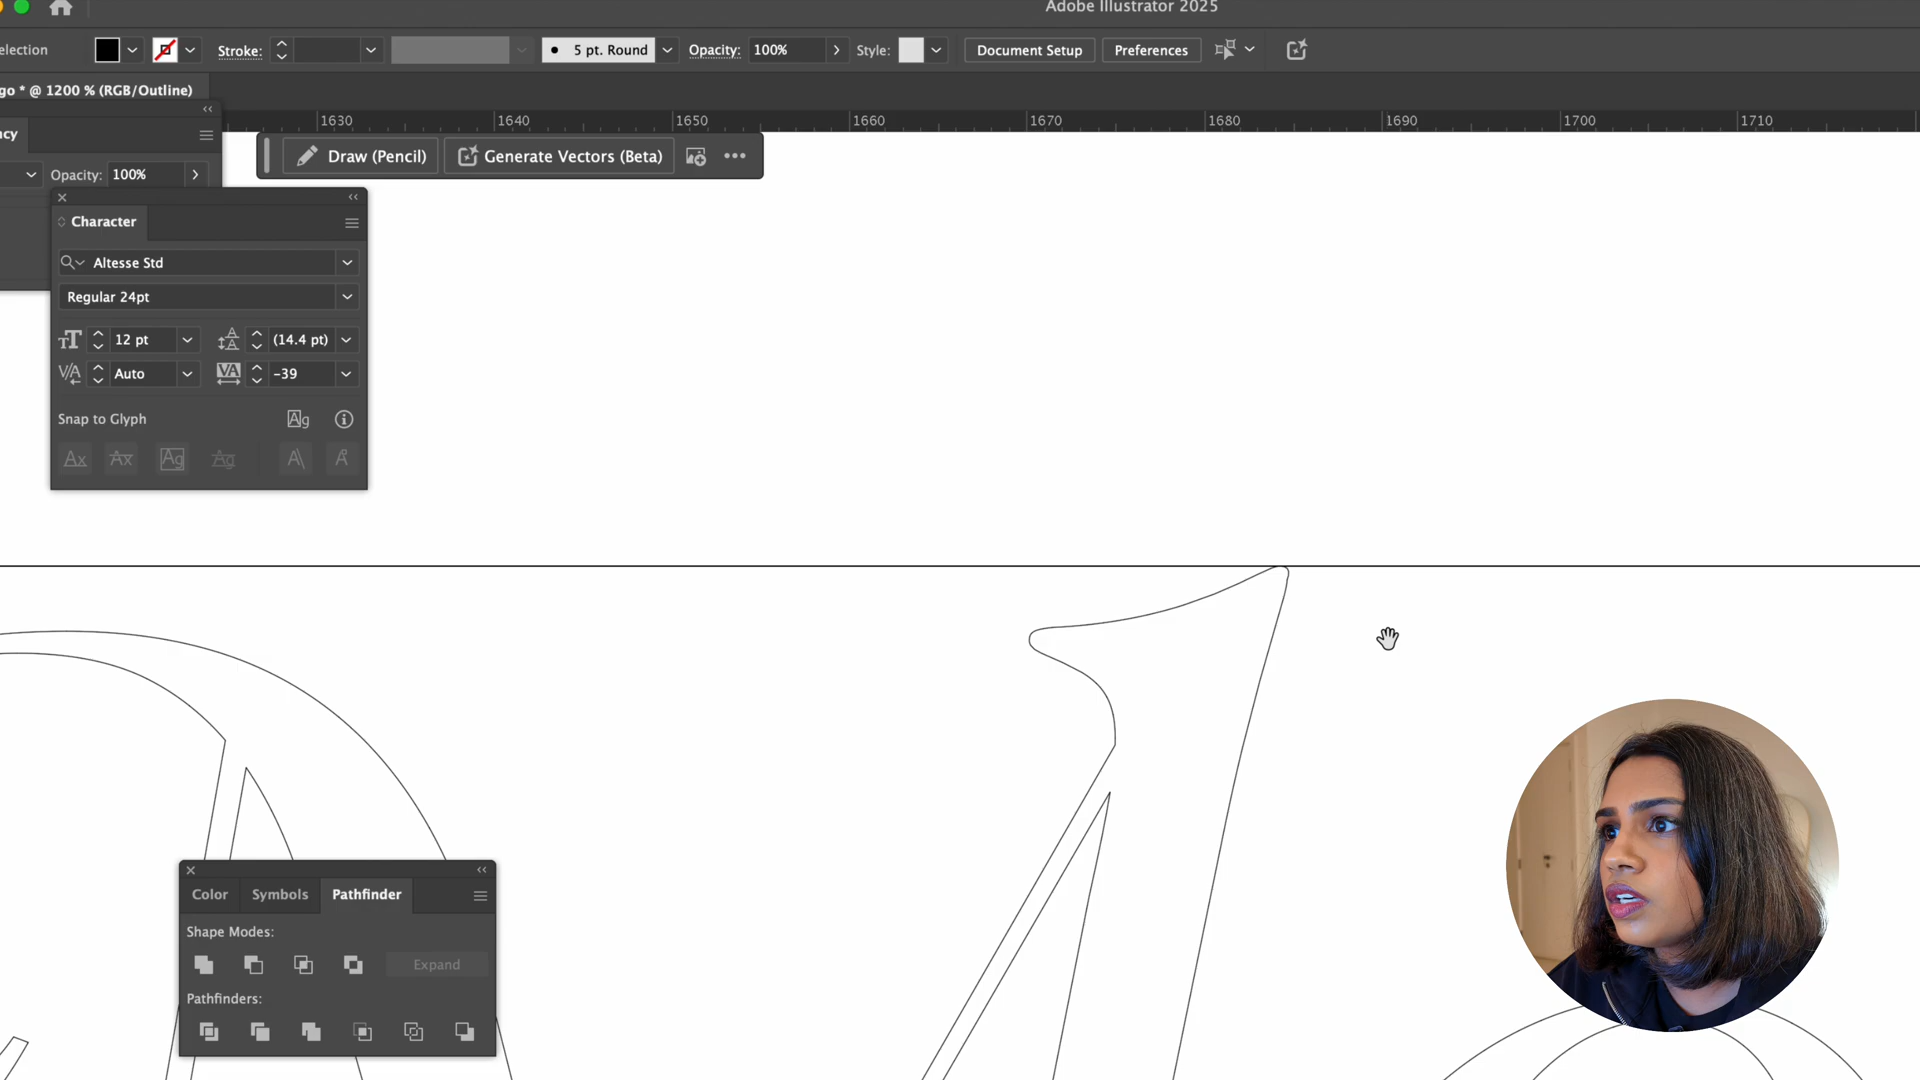 Adobe Illustrator 2025
election
Stroke:
5 pt. Round
Opacity:
100%
Style:
Document Setup
Preferences
go * @ 1200 % (RGB/Outline)
1630
1640
1650
1660
1670
1680
1690
1700
1710
ncy
Draw (Pencil)
Generate Vectors (Beta)
Opacity:
100%
Character
Altesse Std
Regular 24pt
12 pt
(14.4 pt)
Auto
-39
Snap to Glyph
Color
Symbols
Pathfinder
Shape Modes:
Expand
Pathfinders: